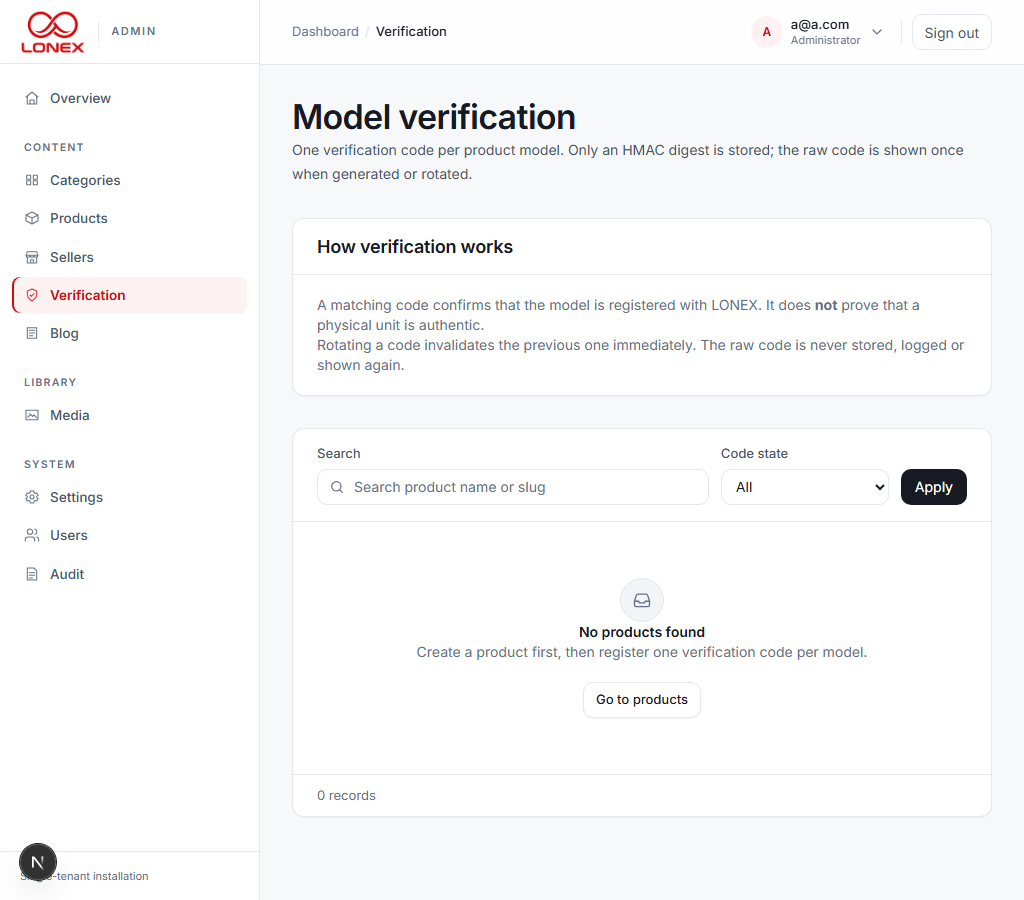 LONEX
ADMIN
Dashboard / Verification
A
a@a.com
Administrator
Sign out
Overview
CONTENT
Categories
Products
Sellers
Verification
Blog
LIBRARY
Media
SYSTEM
Settings
Users
Audit
N
-tenant installation
Model verification
One verification code per product model. Only an HMAC digest is stored; the raw code is shown once
when generated or rotated.
How verification works
A matching code confirms that the model is registered with LONEX. It does not prove that a
physical unit is authentic.
Rotating a code invalidates the previous one immediately. The raw code is never stored, logged or
shown again.
Search
Code state
Search product name or slug
All
Apply
No products found
Create a product first, then register one verification code per model.
Go to products
0 records